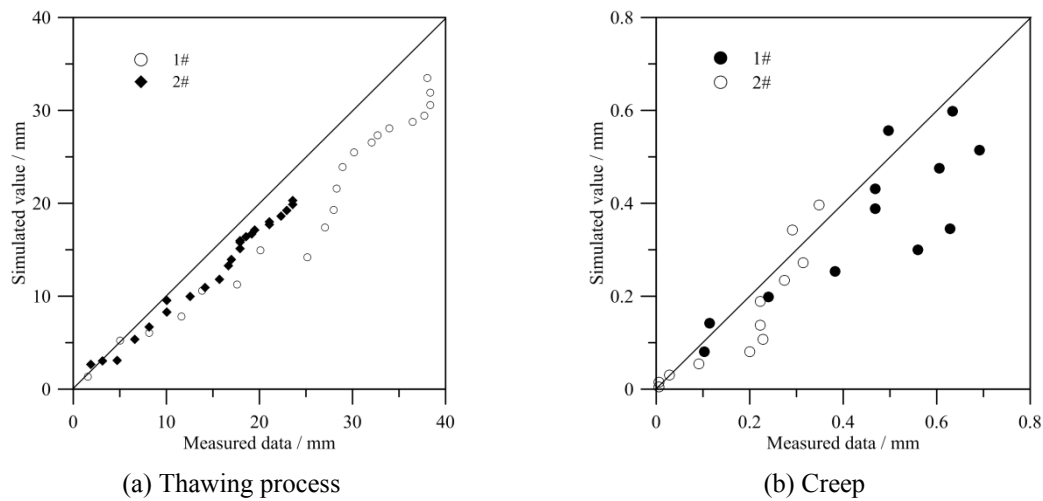 40
30
20
10
0
Simulated value / mm
1#
2#
0 10 20 30 40
Measured data / mm
(a) Thawing process
0.8
0.6
0.4
0.2
0
Simulated value / mm
1#
2#
0 0.2 0.4 0.6 0.8
Measured data / mm
(b) Creep